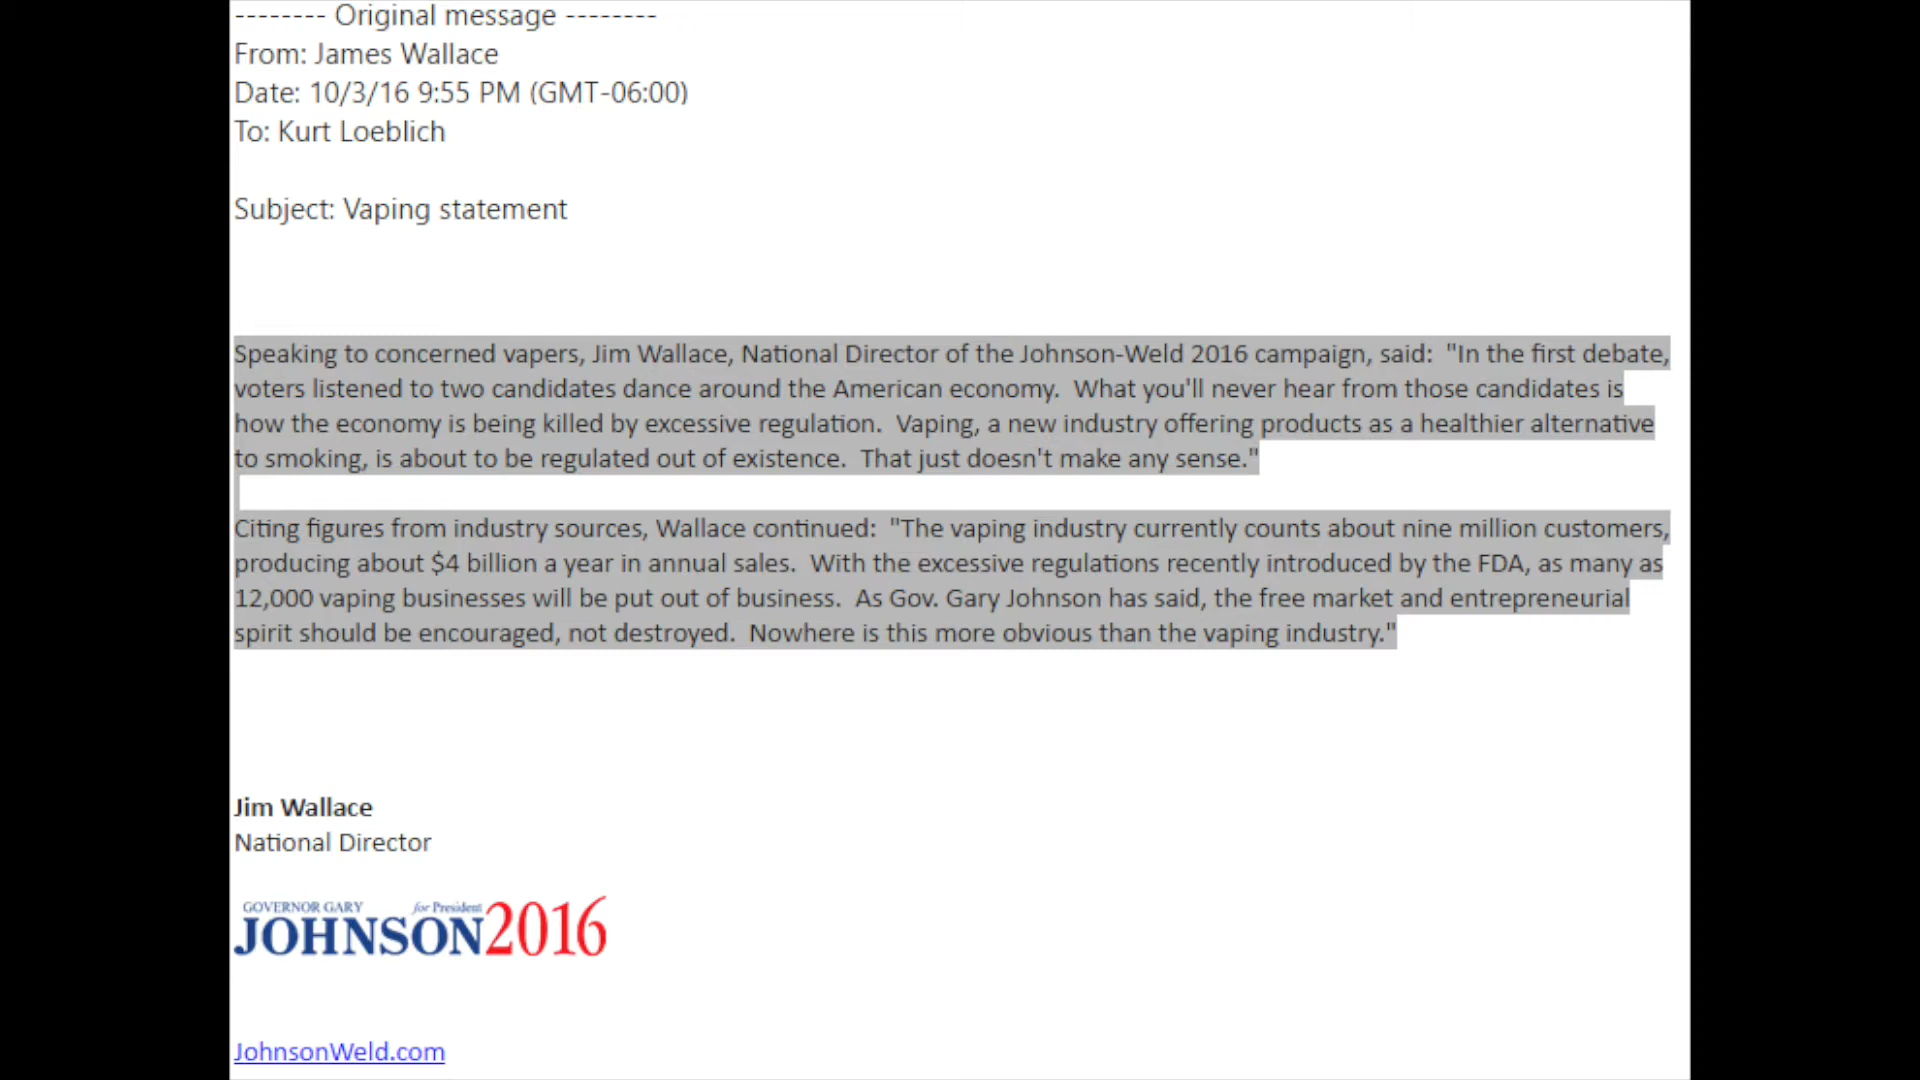 -------- Original message --------
From: James Wallace
Date: 10/3/16 9:55 PM (GMT-06:00)
To: Kurt Loeblich
Subject: Vaping statement
Speaking to concerned vapers, Jim Wallace, National Director of the Johnson-Weld 2016 campaign, said:  "In the first debate,
voters listened to two candidates dance around the American economy.  What you'll never hear from those candidates is
how the economy is being killed by excessive regulation.  Vaping, a new industry offering products as a healthier alternative
to smoking, is about to be regulated out of existence.  That just doesn't make any sense."
Citing figures from industry sources, Wallace continued:  "The vaping industry currently counts about nine million customers,
producing about $4 billion a year in annual sales.  With the excessive regulations recently introduced by the FDA, as many as
12,000 vaping businesses will be put out of business.  As Gov. Gary Johnson has said, the free market and entrepreneurial
spirit should be encouraged, not destroyed.  Nowhere is this more obvious than the vaping industry."
Jim Wallace
National Director
GOVERNOR GARY for President
JOHNSON 2016
JohnsonWeld.com